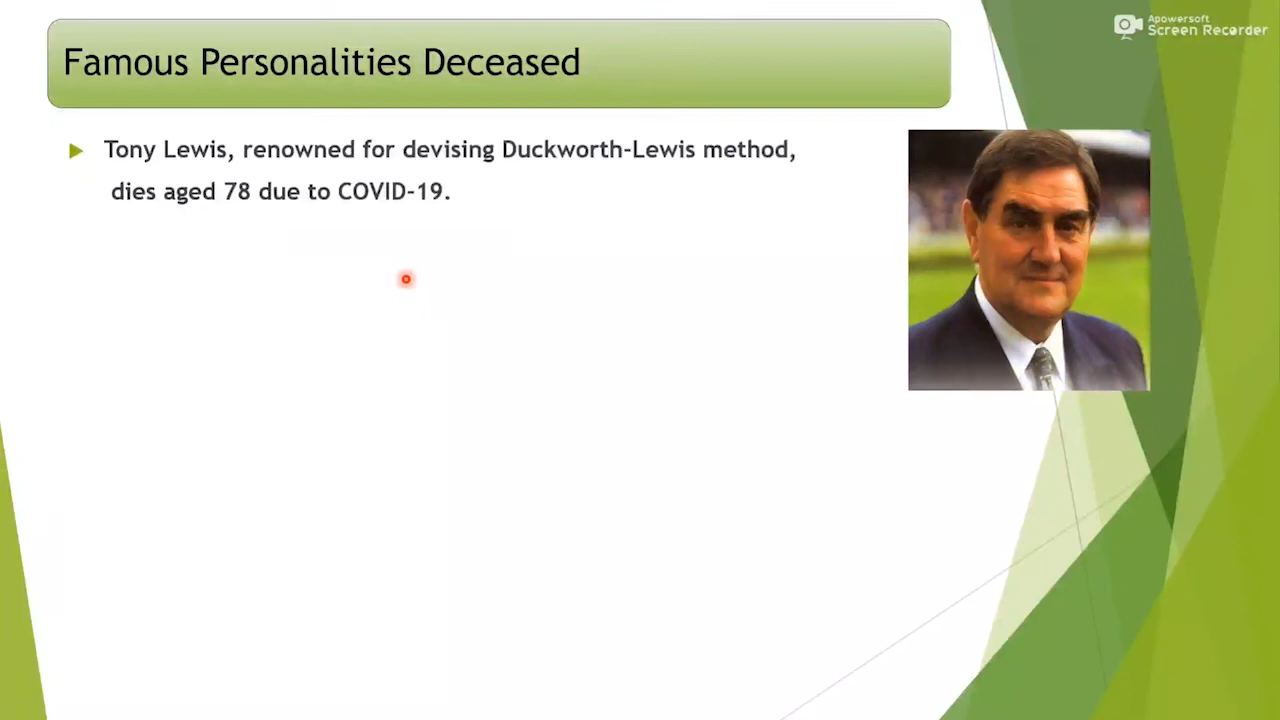 Apowersoft
Screen Recorder
Famous Personalities Deceased
Tony Lewis, renowned for devising Duckworth-Lewis method,
dies aged 78 due to COVID-19.